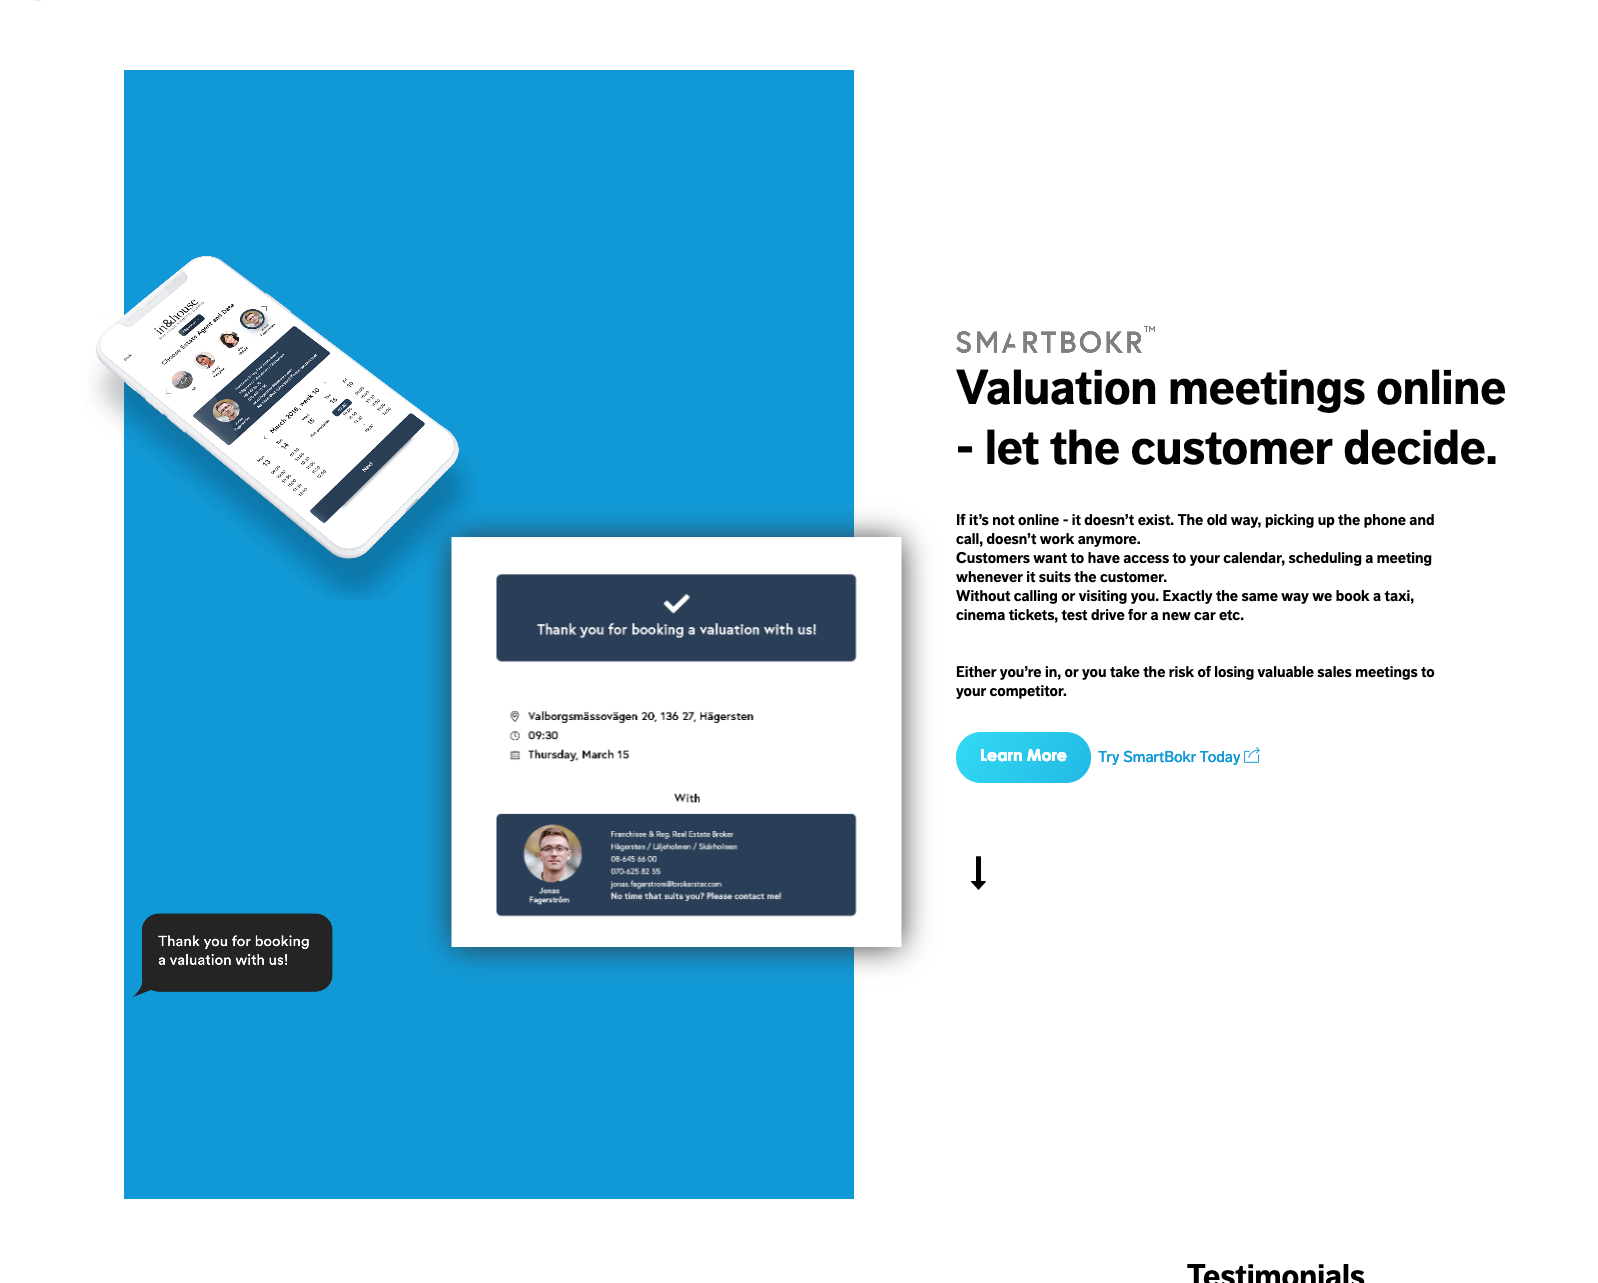 in&house
Choose Estate Agent and Date
March 2018, week 10
Next
SMARTBOKR™
Valuation meetings online
- let the customer decide.
If it's not online - it doesn't exist. The old way, picking up the phone and
call, doesn't work anymore.
Customers want to have access to your calendar, scheduling a meeting
whenever it suits the customer.
Without calling or visiting you. Exactly the same way we book a taxi,
cinema tickets, test drive for a new car etc.
Either you're in, or you take the risk of losing valuable sales meetings to
your competitor.
Learn More
Try SmartBokr Today
Thank you for booking a valuation with us!
Valborgsmässovägen 20, 136 27, Hägersten
09:30
Thursday, March 15
With
Franchisee & Reg. Real Estate Broker
Hägersten / Liljeholmen / Skärholmen
08-645 66 00
070-625 82 55
jonas.fagerstrom@brokerstar.com
No time that suits you? Please contact me!
Jonas
Fagerström
Thank you for booking
a valuation with us!
Testimonials